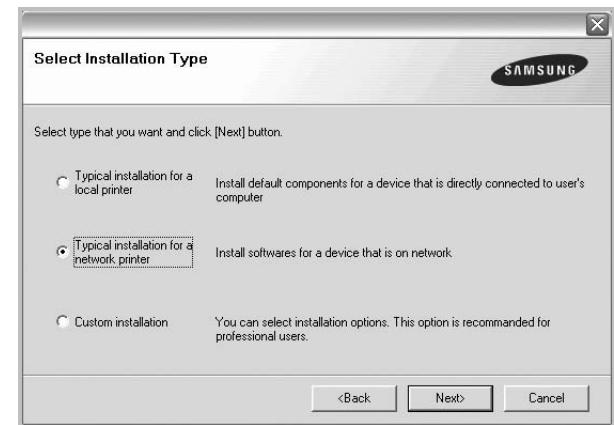 Select Installation Type
SAMSUNG
Select type that you want and click [Next] button.
Typical installation for a
local printer
Install default components for a device that is directly connected to user's
computer
Typical installation for a
network printer
Install softwares for a device that is on network
Custom installation
You can select installation options. This option is recommanded for
professional users.
<Back
Next>
Cancel